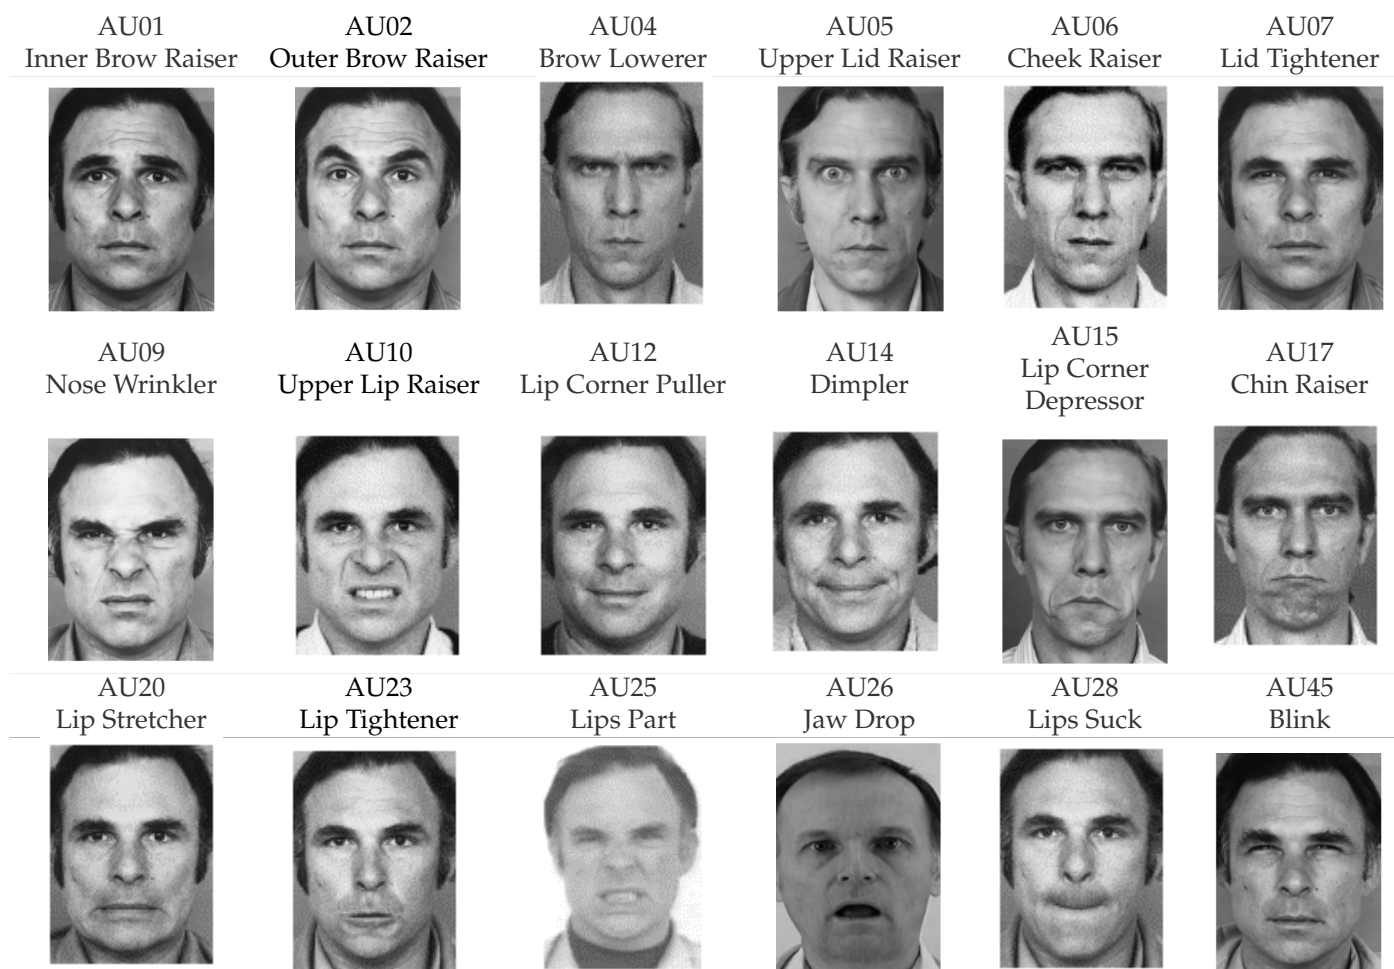 AU01
Inner Brow Raiser
AU02
Outer Brow Raiser
AU04
Brow Lowerer
AU05
Upper Lid Raiser
AU06
Cheek Raiser
AU07
Lid Tightener
AU09
Nose Wrinkler
AU10
Upper Lip Raiser
AU12
Lip Corner Puller
AU14
Dimpler
AU15
Lip Corner
Depressor
AU17
Chin Raiser
AU20
Lip Stretcher
AU23
Lip Tightener
AU25
Lips Part
AU26
Jaw Drop
AU28
Lips Suck
AU45
Blink